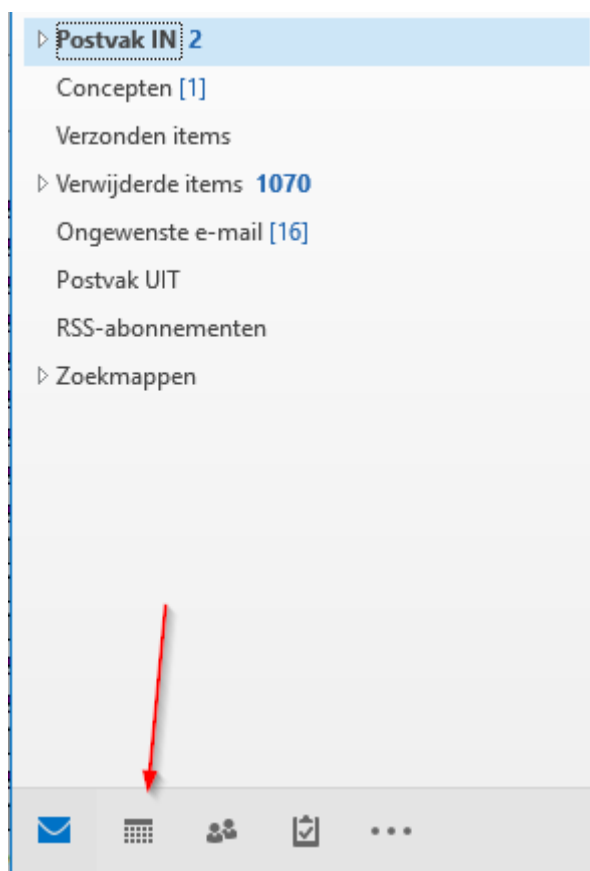 Postvak IN 2
Concepten [1]
Verzonden items
Verwijderde items 1070
Ongewenste e-mail [16]
Postvak UIT
RSS-abonnementen
Zoekmappen